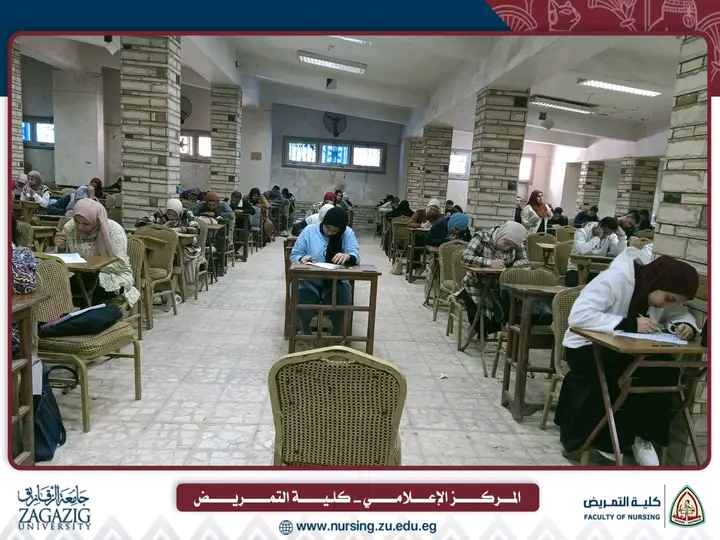 كلية التمريض
FACULTY OF NURSING
المركز الإعلامي - كلية التمريض
جامعة الزقازيق
ZAGAZIG
UNIVERSITY
www.nursing.zu.edu.eg